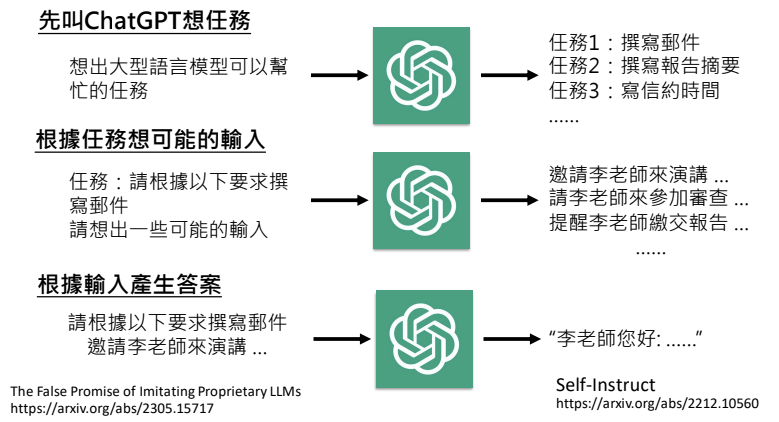 先叫ChatGPT想任務
想出大型語言模型可以幫
忙的任務
任務1：撰寫郵件
任務2：撰寫報告摘要
任務3：寫信約時間
......
根據任務想可能的輸入
任務：請根據以下要求撰
寫郵件
請想出一些可能的輸入
邀請李老師來演講 ...
請李老師來參加審查 ...
提醒李老師繳交報告 ...
......
根據輸入產生答案
請根據以下要求撰寫郵件
邀請李老師來演講 ...
“李老師您好: ......”
The False Promise of Imitating Proprietary LLMs
https://arxiv.org/abs/2305.15717
Self-Instruct
https://arxiv.org/abs/2212.10560